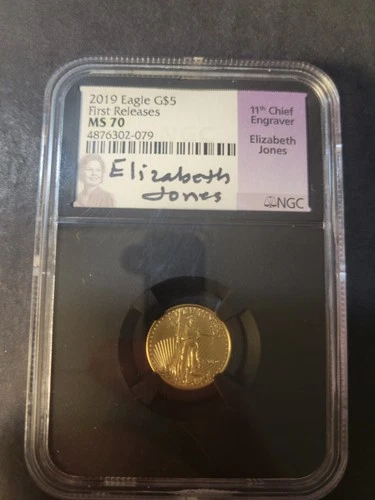 2019 Eagle G$5
First Releases
MS 70
4876302-079
Elizabeth
Jones
11th Chief
Engraver
Elizabeth
Jones
NGC